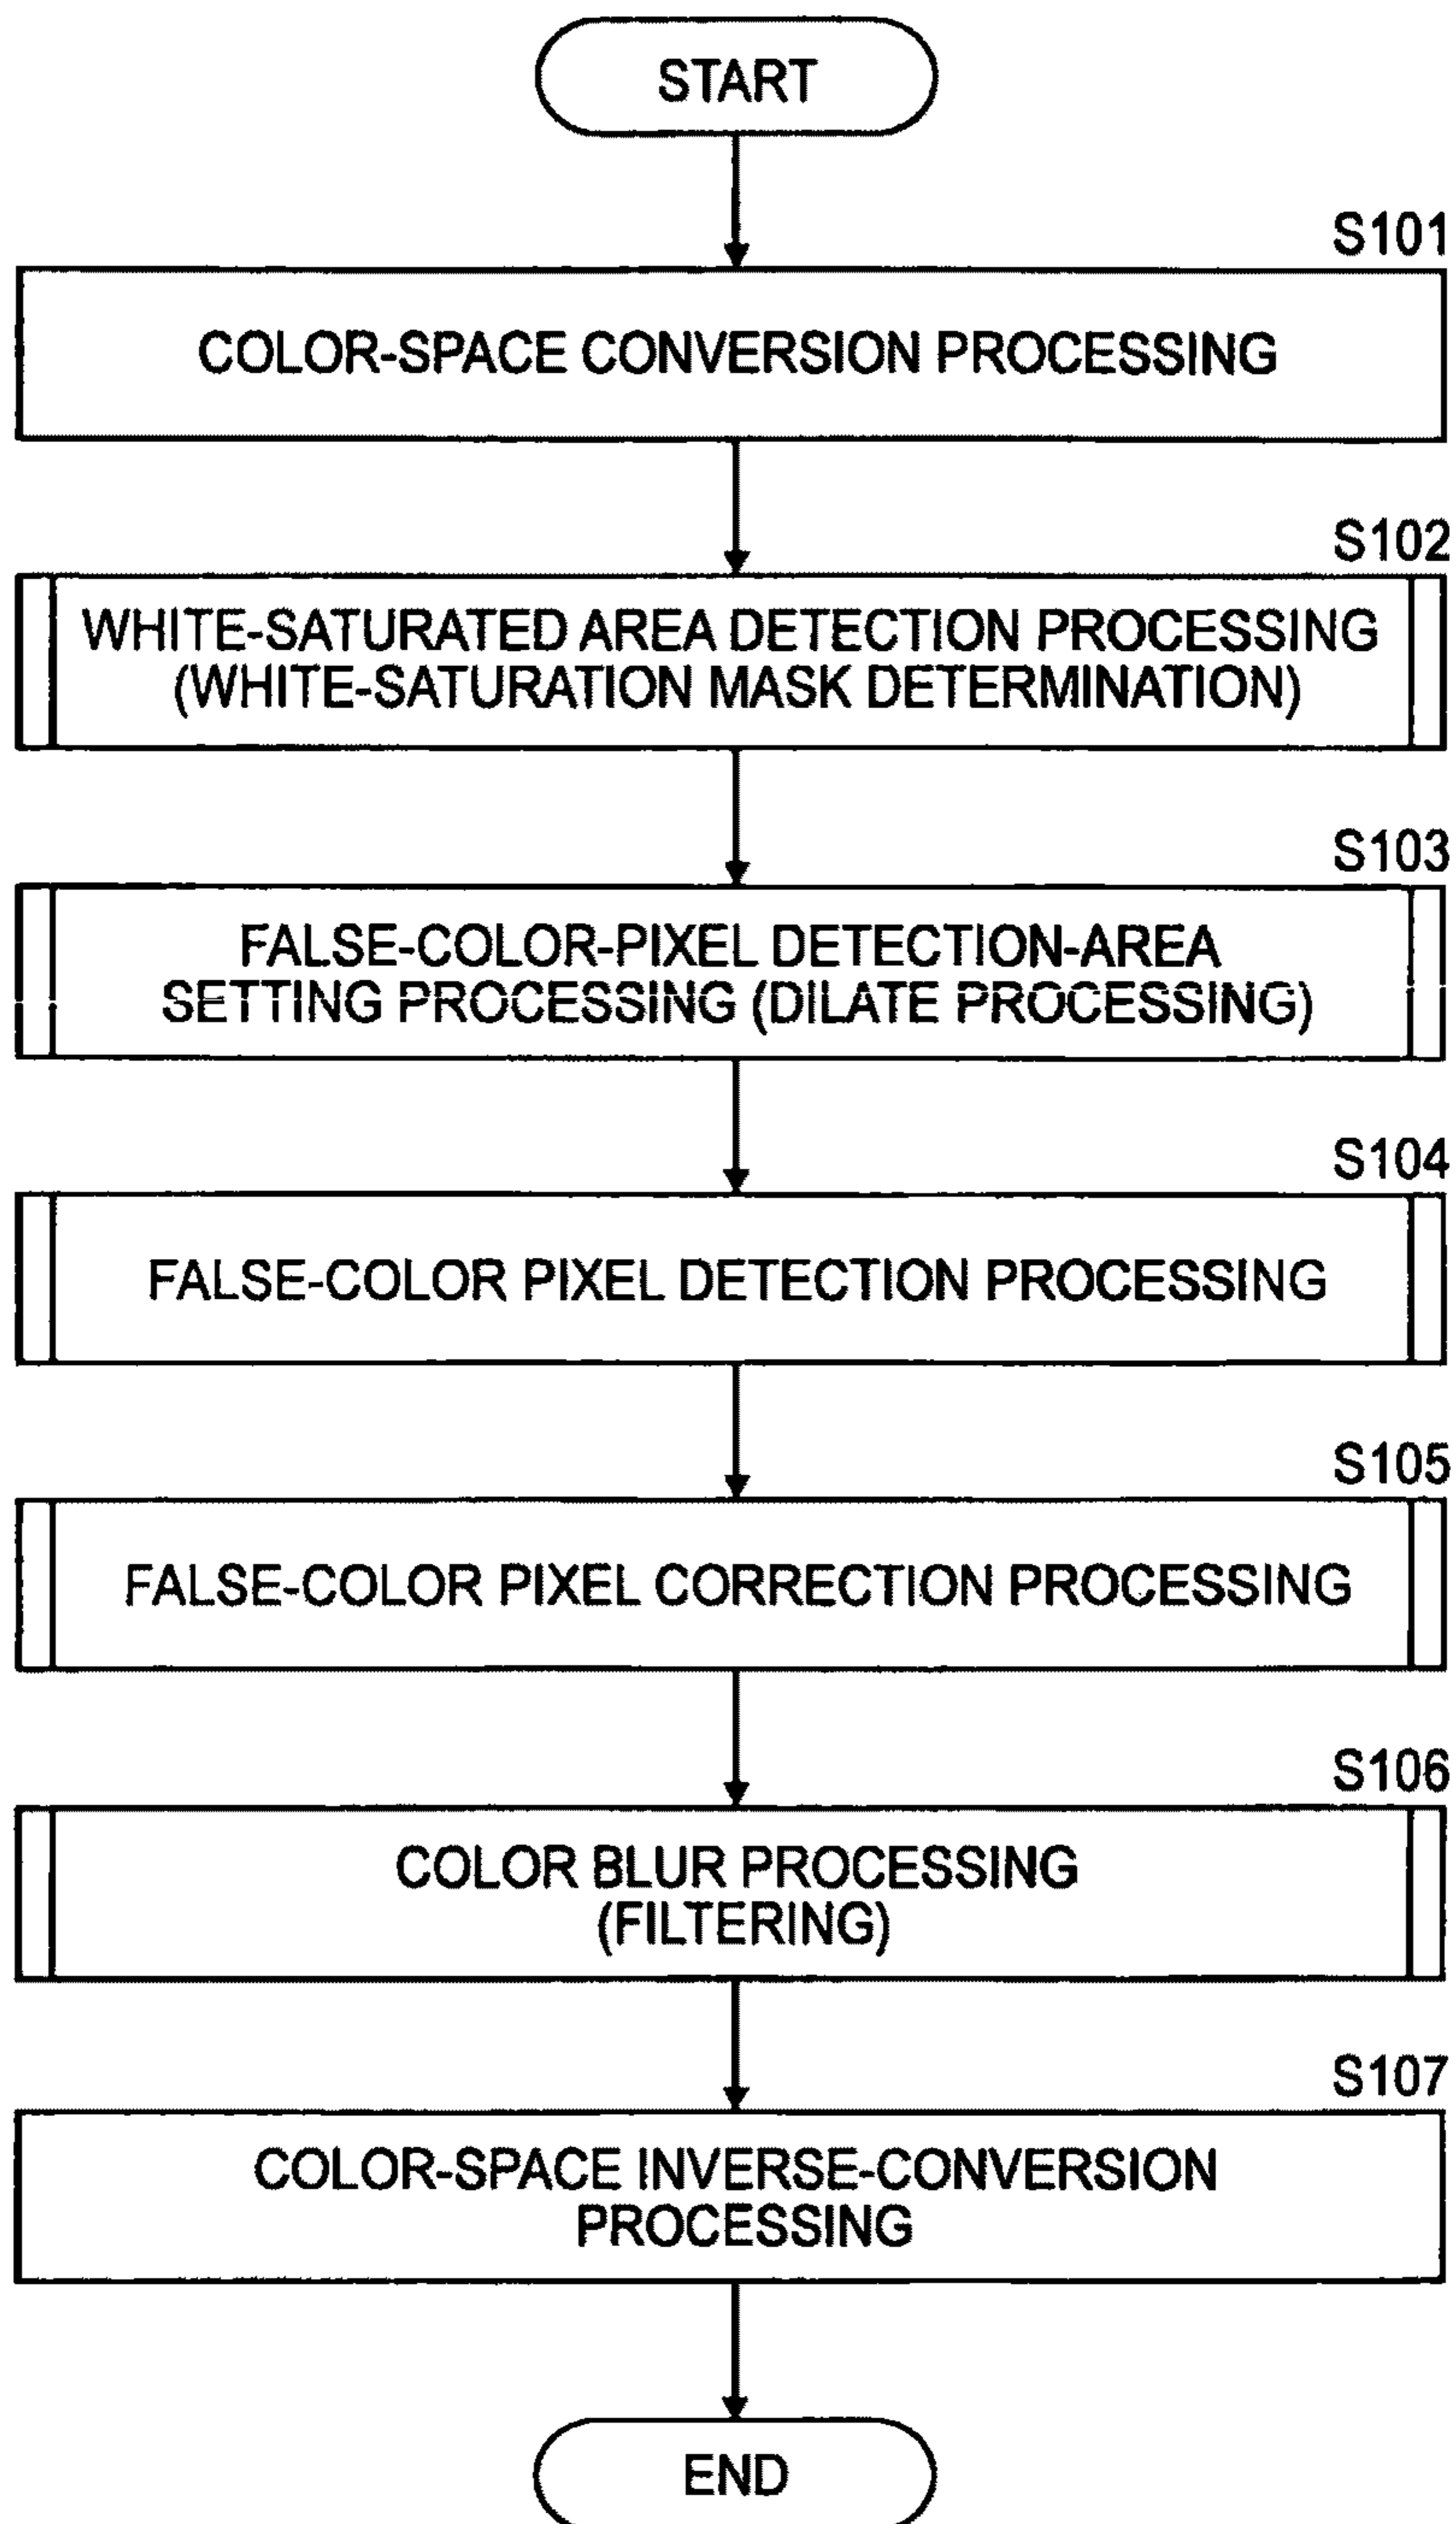 START
S101
COLOR-SPACE CONVERSION PROCESSING
S102
WHITE-SATURATED AREA DETECTION PROCESSING
(WHITE-SATURATION MASK DETERMINATION)
S103
FALSE-COLOR-PIXEL DETECTION-AREA
SETTING PROCESSING (DILATE PROCESSING)
S104
FALSE-COLOR PIXEL DETECTION PROCESSING
S105
FALSE-COLOR PIXEL CORRECTION PROCESSING
S106
COLOR BLUR PROCESSING
(FILTERING)
S107
COLOR-SPACE INVERSE-CONVERSION
PROCESSING
END